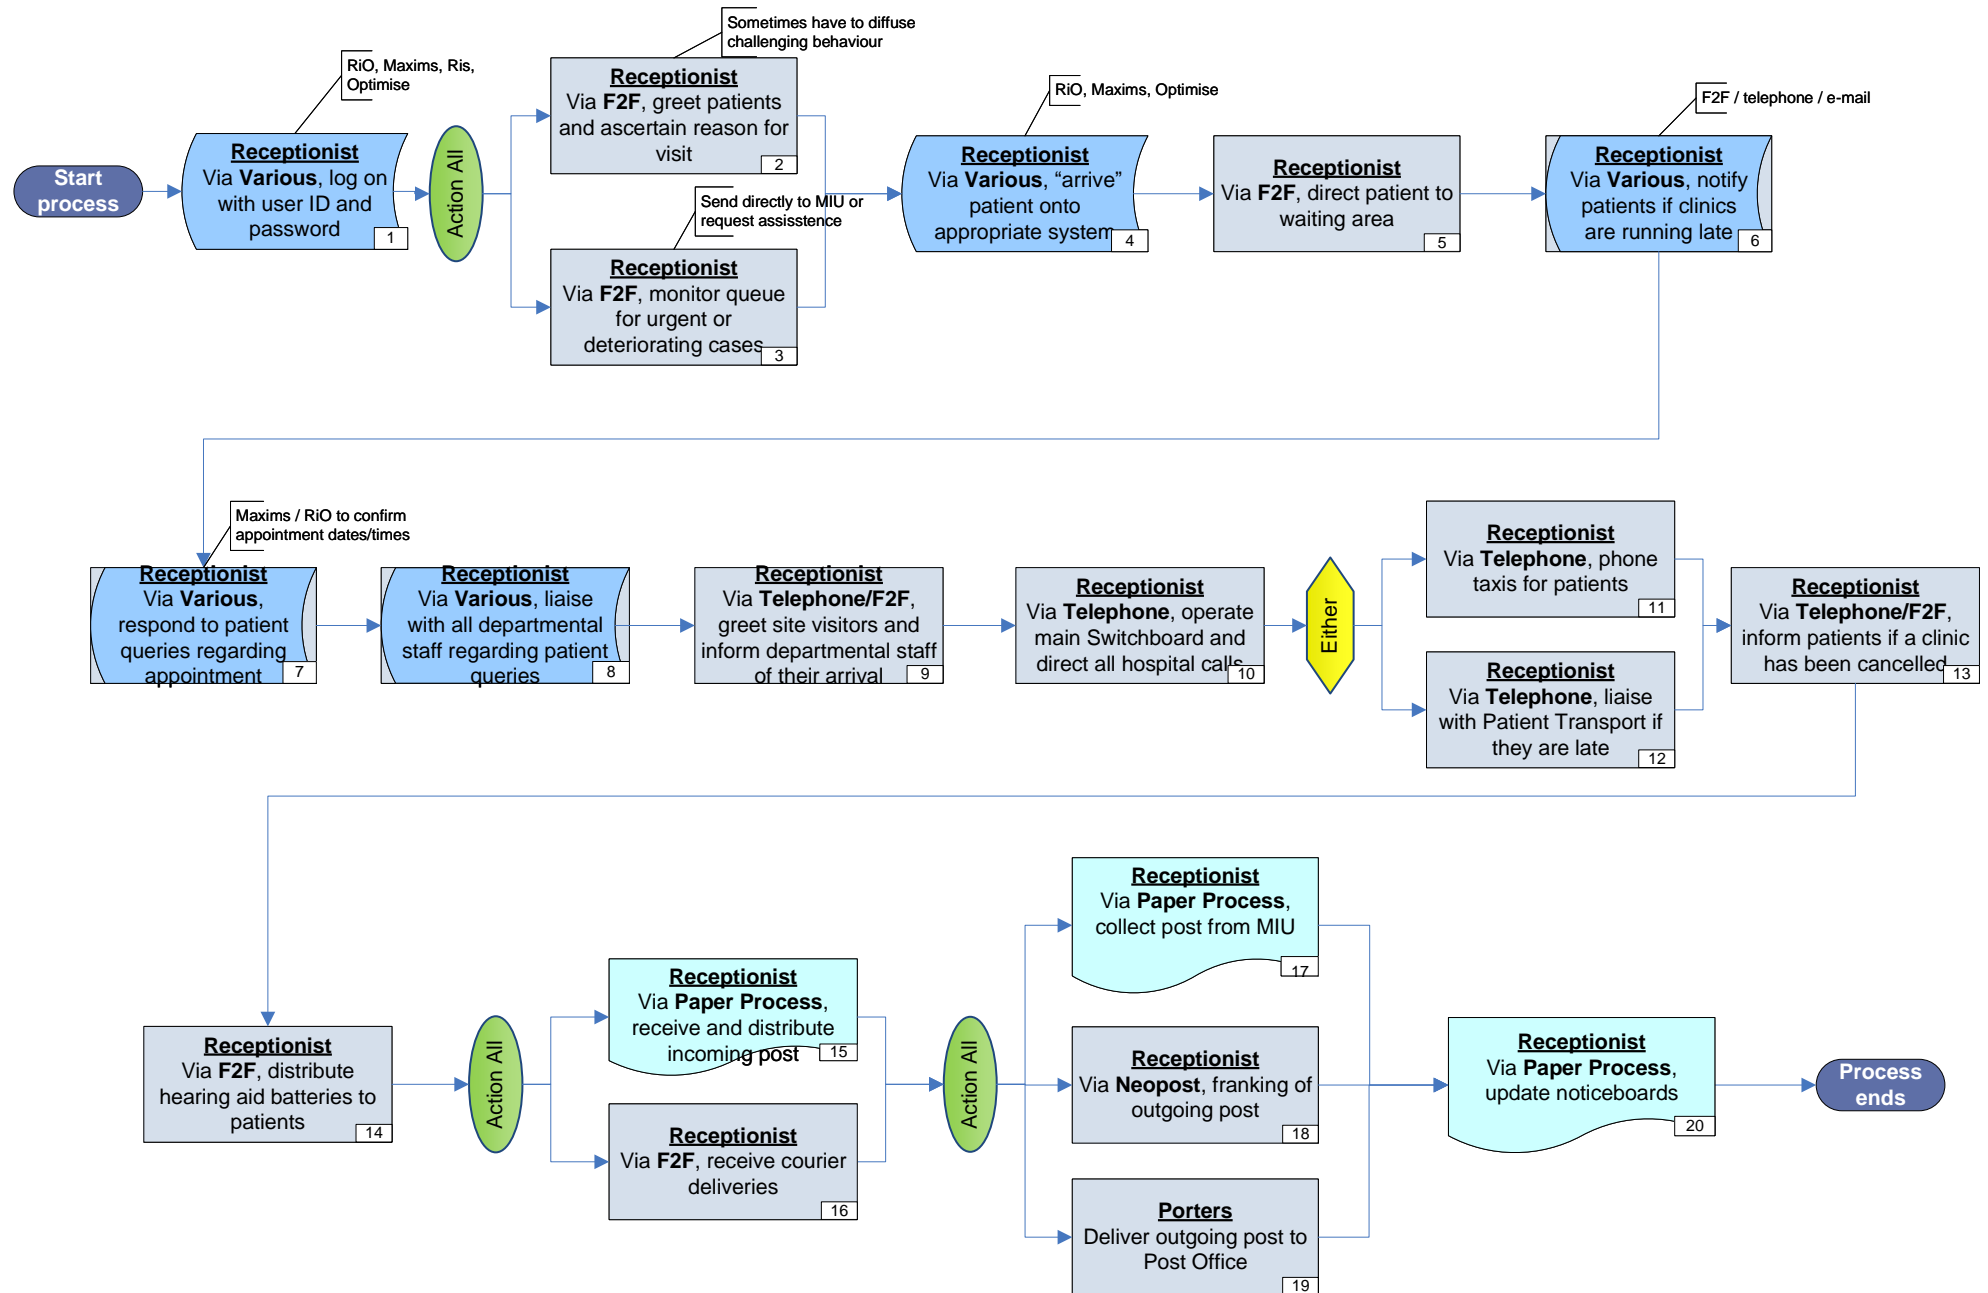 Sometimes have to diffuse
challenging behaviour
RiO, Maxims, Ris,
Optimise
RiO, Maxims, Optimise
F2F / telephone / e-mail
Start
process
Receptionist
Via Various, log on
with user ID and
password
1
Action All
Receptionist
Via F2F, greet patients
and ascertain reason for
visit
2
Send directly to MIU or
request assisstence
Receptionist
Via F2F, monitor queue
for urgent or
deteriorating cases
3
Receptionist
Via Various, “arrive”
patient onto
appropriate system
4
Receptionist
Via F2F, direct patient to
waiting area
5
Receptionist
Via Various, notify
patients if clinics
are running late
6
Maxims / RiO to confirm
appointment dates/times
Receptionist
Via Various,
respond to patient
queries regarding
appointment
7
Receptionist
Via Various, liaise
with all departmental
staff regarding patient
queries
8
Receptionist
Via Telephone/F2F,
greet site visitors and
inform departmental staff
of their arrival
9
Receptionist
Via Telephone, operate
main Switchboard and
direct all hospital calls
10
Either
Receptionist
Via Telephone, phone
taxis for patients
11
Receptionist
Via Telephone, liaise
with Patient Transport if
they are late
12
Receptionist
Via Telephone/F2F,
inform patients if a clinic
has been cancelled
13
Receptionist
Via F2F, distribute
hearing aid batteries to
patients
14
Action All
Receptionist
Via Paper Process,
receive and distribute
incoming post
15
Receptionist
Via F2F, receive courier
deliveries
16
Action All
Receptionist
Via Paper Process,
collect post from MIU
17
Receptionist
Via Neopost, franking of
outgoing post
18
Porters
Deliver outgoing post to
Post Office
19
Receptionist
Via Paper Process,
update noticeboards
20
Process
ends